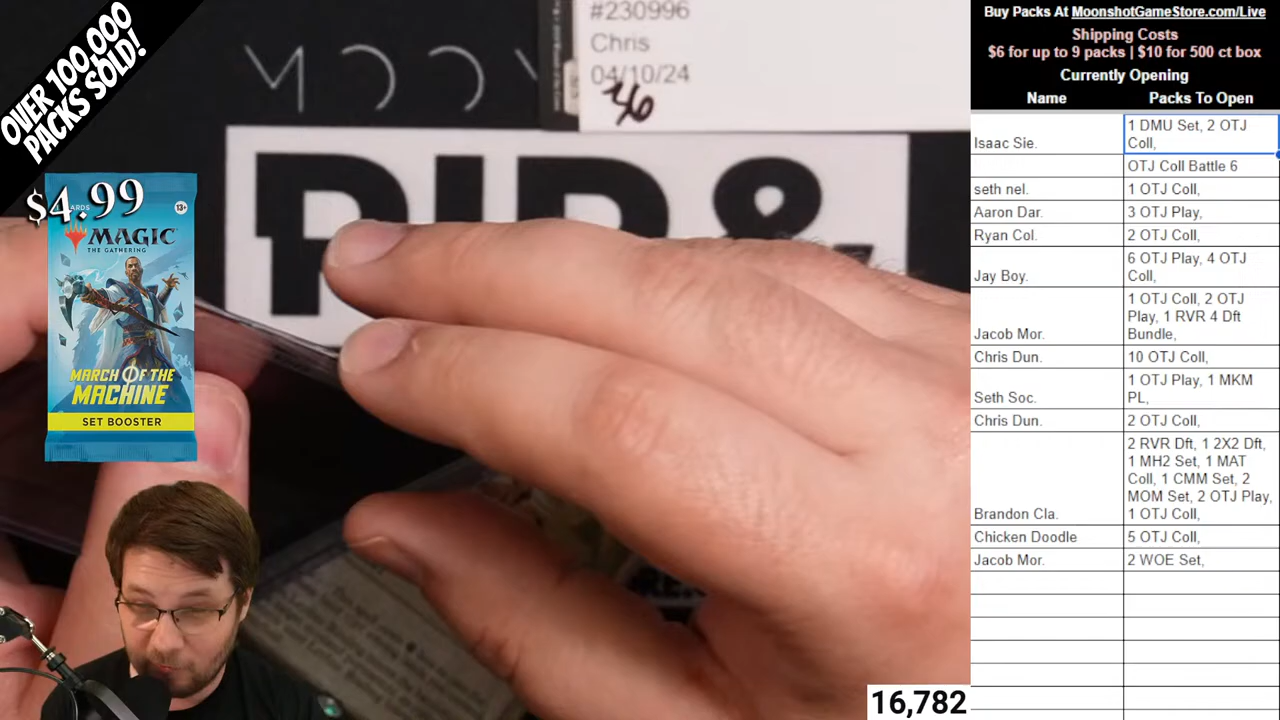 OVER 100,000
PACKS SOLD!
$4.99
13+
MAGIC
THE GATHERING
MARCH OF THE
MACHINE
SET BOOSTER
MOO
#230996
Chris
04/10/24
RIP &
16,782
Buy Packs At MoonshotGameStore.com/Live
Shipping Costs
$6 for up to 9 packs | $10 for 500 ct box
Currently Opening
Name Packs To Open
Isaac Sie. 1 DMU Set, 2 OTJ
Coll,
OTJ Coll Battle 6
seth nel. 1 OTJ Coll,
Aaron Dar. 3 OTJ Play,
Ryan Col. 2 OTJ Coll,
Jay Boy. 6 OTJ Play, 4 OTJ
Coll,
Jacob Mor. 1 OTJ Coll, 2 OTJ
Play, 1 RVR 4 Dft
Bundle,
Chris Dun. 10 OTJ Coll,
Seth Soc. 1 OTJ Play, 1 MKM
PL,
Chris Dun. 2 OTJ Coll,
Brandon Cla. 2 RVR Dft, 1 2X2 Dft,
1 MH2 Set, 1 MAT
Coll, 1 CMM Set, 2
MOM Set, 2 OTJ Play,
1 OTJ Coll,
Chicken Doodle 5 OTJ Coll,
Jacob Mor. 2 WOE Set,